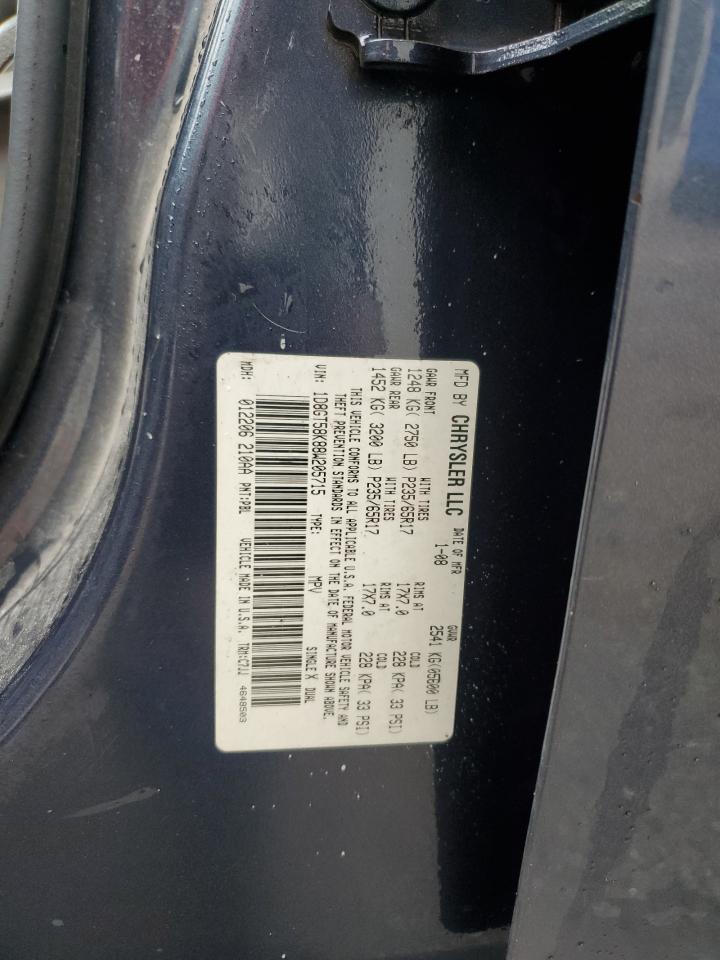 MFD BY CHRYSLER LLC DATE OF MFR GVWR
1-08 2541 KG(05600 LB)
GAWR FRONT WITH TIRES RIMS AT COLD
1248 KG( 2750 LB) P235/65R17 17X7.0 228 KPA( 33 PSI)
GAWR REAR WITH TIRES RIMS AT COLD
1452 KG( 3200 LB) P235/65R17. 17X7.0 228 KPA( 33 PSI)
THIS VEHICLE CONFORMS TO ALL APPLICABLE U.S.A. FEDERAL MOTOR VEHICLE SAFETY AND
THEFT PREVENTION STANDARDS IN EFFECT ON THE DATE OF MANUFACTURE SHOWN ABOVE.
VIN: 1D8GT58K88W205715 TYPE: MPV SINGLE X DUAL
MDH: 012206 210AA PNT:PBL VEHICLE MADE IN U.S.A. TRM:C7JJ 4648503